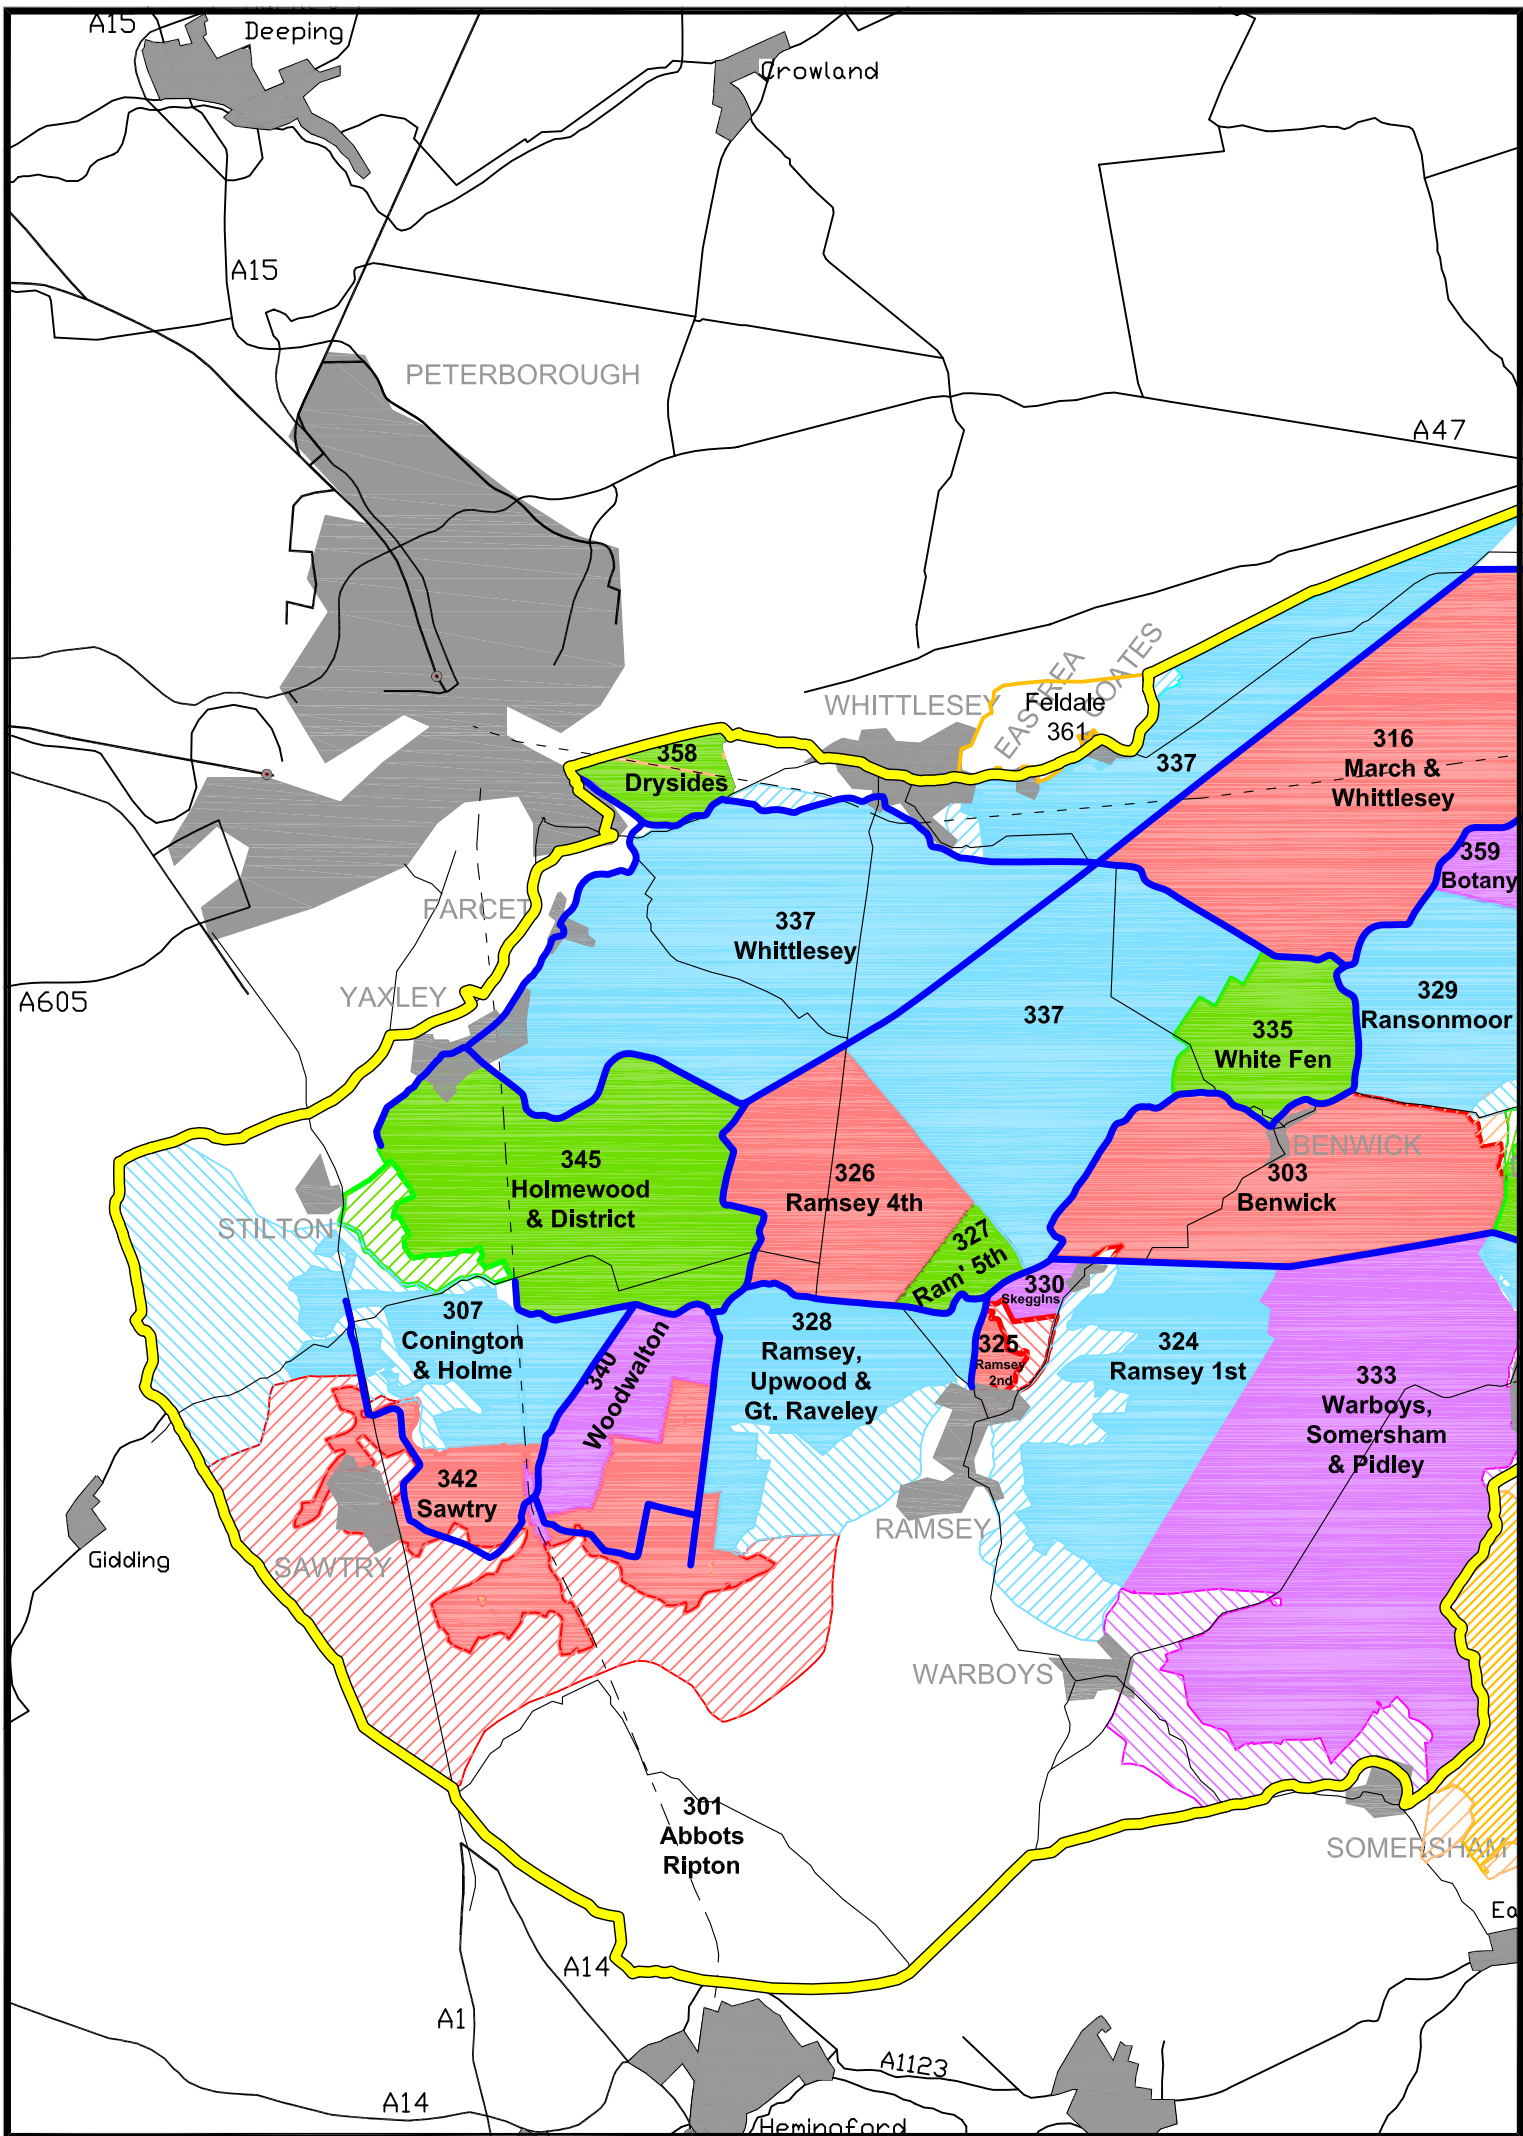 A15
Deeping
Crowland
A15
PETERBOROUGH
A47
WHITTLESEY
EASTREA
COATES
Feldale
361
358
Drysides
337
316
March &
Whittlesey
359
Botany
FARCET
337
Whittlesey
YAXLEY
A605
337
329
Ransonmoor
335
White Fen
BENWICK
345
Holmewood
& District
326
Ramsey 4th
303
Benwick
STILTON
327
Ram' 5th
330
Skeggins
307
Conington
& Holme
340
Woodwalton
328
Ramsey,
Upwood &
Gt. Raveley
325
Ramsey
2nd
324
Ramsey 1st
333
Warboys,
Somersham
& Pidley
342
Sawtry
RAMSEY
Gidding
SAWTRY
WARBOYS
301
Abbots
Ripton
SOMERSHAM
Ea
A14
A1
A1123
A14
Hemingford